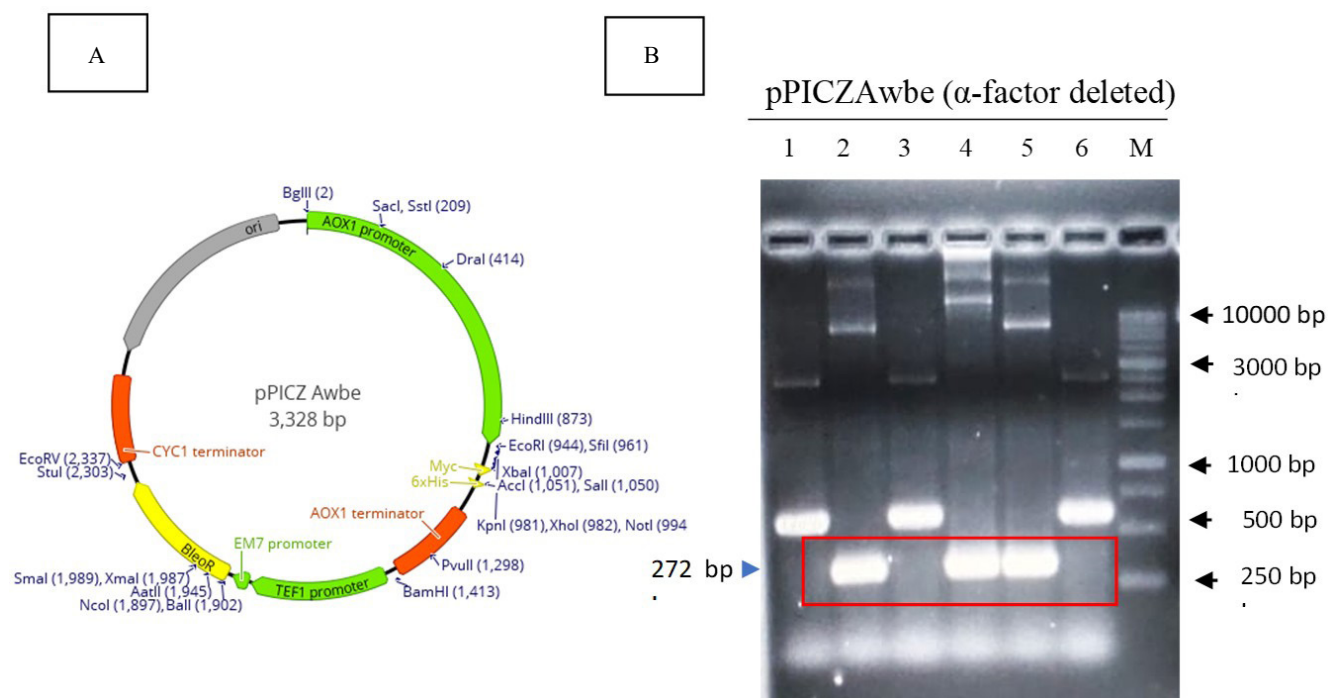 A
BglII (2)
SacI, SstI (209)
AOX1 promoter
ori
DraI (414)
pPICZ Awbe
3,328 bp
HindIII (873)
EcoRI (944), SfiI (961)
CYC1 terminator
Myc
XbaI (1,007)
EcoRV (2,337)
StuI (2,303)
6xHis
AccI (1,051), SalI (1,050)
AOX1 terminator
KpnI (981), XhoI (982), NotI (994
EM7 promoter
BleoR
PvuII (1,298)
SmaI (1,989), XmaI (1,987)
AatII (1,945)
TEF1 promoter
BamHI (1,413)
NcoI (1,897), BalI (1,902)
B
pPICZAwbe (α-factor deleted)
1 2 3 4 5 6 M
10000 bp
3000 bp
1000 bp
500 bp
272 bp
250 bp